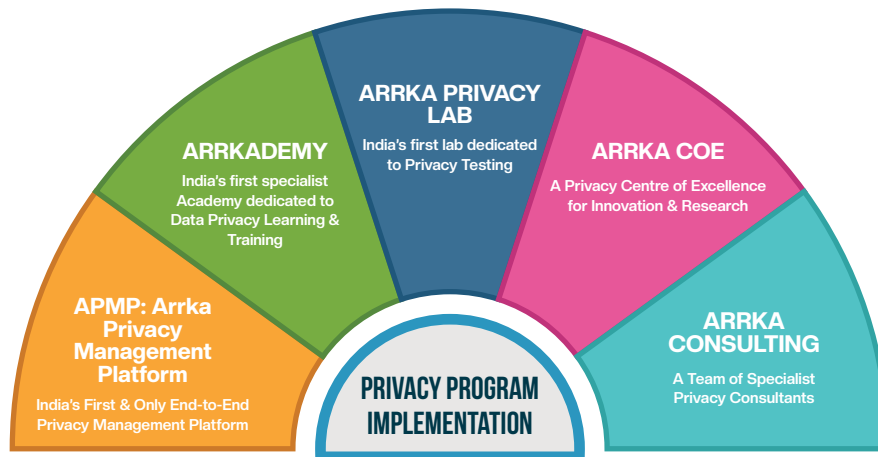 APMP: Arrka
Privacy
Management
Platform
India's First & Only End-to-End
Privacy Management Platform
ARRKADEMY
India's first specialist
Academy dedicated to
Data Privacy Learning &
Training
ARRKA PRIVACY
LAB
India's first lab dedicated
to Privacy Testing
ARRKA COE
A Privacy Centre of Excellence
for Innovation & Research
ARRKA
CONSULTING
A Team of Specialist
Privacy Consultants
PRIVACY PROGRAM
IMPLEMENTATION